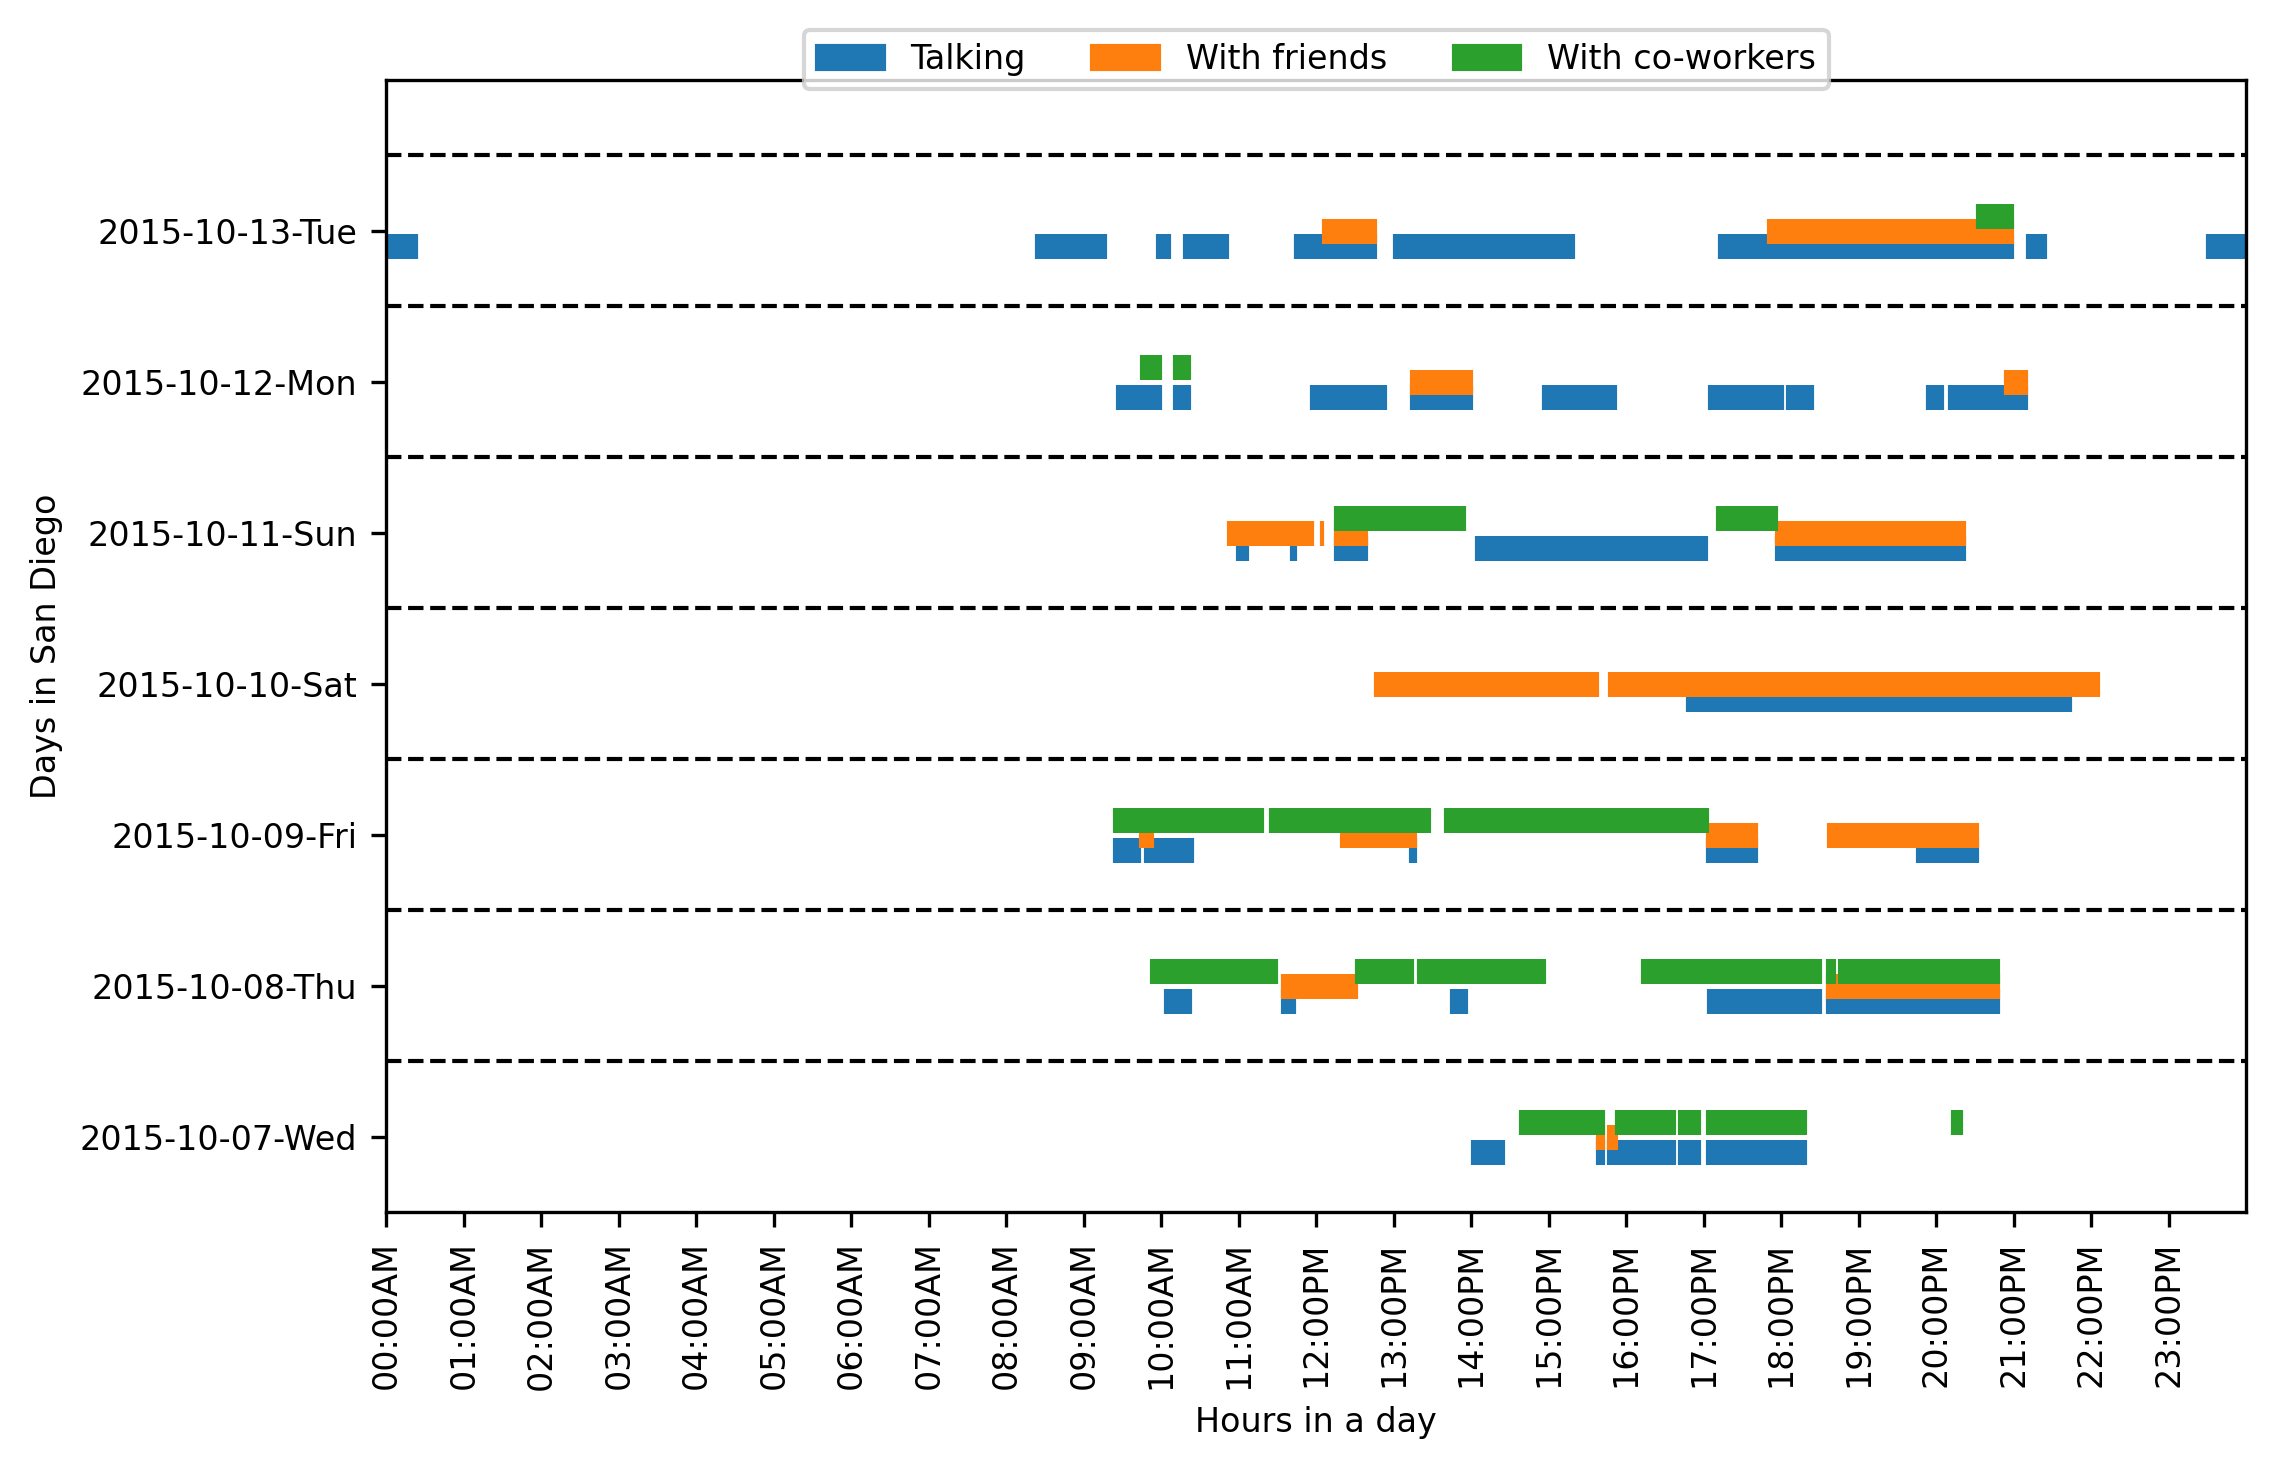 Talking With friends With co-workers
2015-10-13-Tue
2015-10-12-Mon
2015-10-11-Sun
2015-10-10-Sat
2015-10-09-Fri
2015-10-08-Thu
2015-10-07-Wed
Days in San Diego
00:00AM 01:00AM 02:00AM 03:00AM 04:00AM 05:00AM 06:00AM 07:00AM 08:00AM 09:00AM 10:00AM 11:00AM 12:00PM 13:00PM 14:00PM 15:00PM 16:00PM 17:00PM 18:00PM 19:00PM 20:00PM 21:00PM 22:00PM 23:00PM
Hours in a day